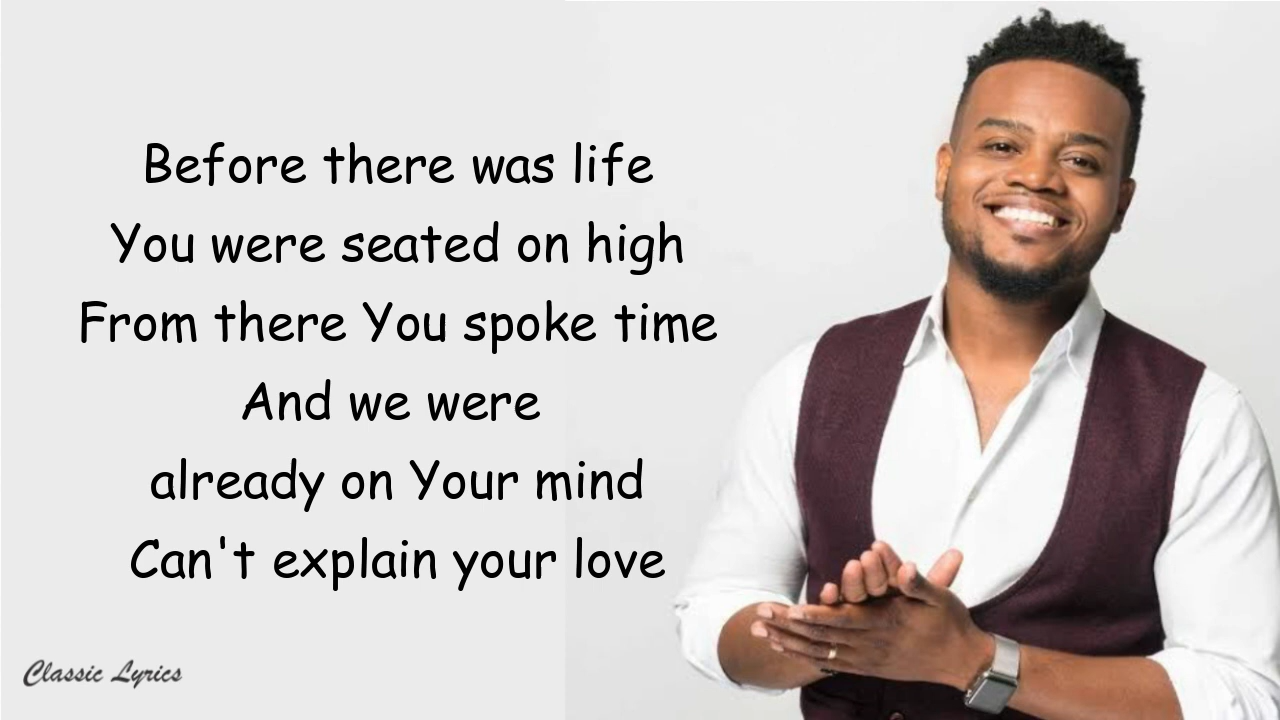 Before there was life
You were seated on high
From there You spoke time
And we were
already on Your mind
Can't explain your love
Classic Lyrics